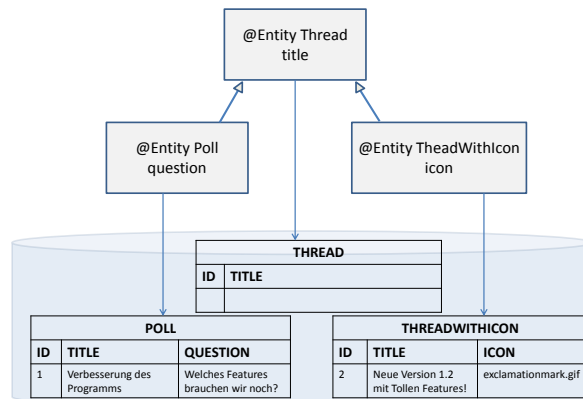 @Entity Thread
title
@Entity Poll
question
@Entity TheadWithIcon
icon
THREAD
ID TITLE
POLL
ID TITLE QUESTION
1 Verbesserung des Programms Welches Features brauchen wir noch?
THREADWITHICON
ID TITLE ICON
2 Neue Version 1.2 mit Tollen Features! exclamationmark.gif